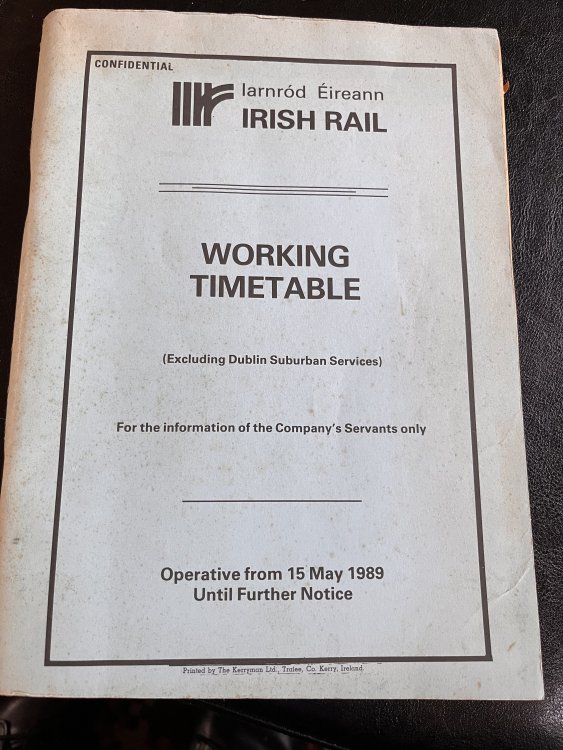 CONFIDENTIAL
Iarnród Éireann
IRISH RAIL
WORKING
TIMETABLE
(Excluding Dublin Suburban Services)
For the information of the Company's Servants only
Operative from 15 May 1989
Until Further Notice
Printed by The Kerryman Ltd., Tralee, Co. Kerry, Ireland.